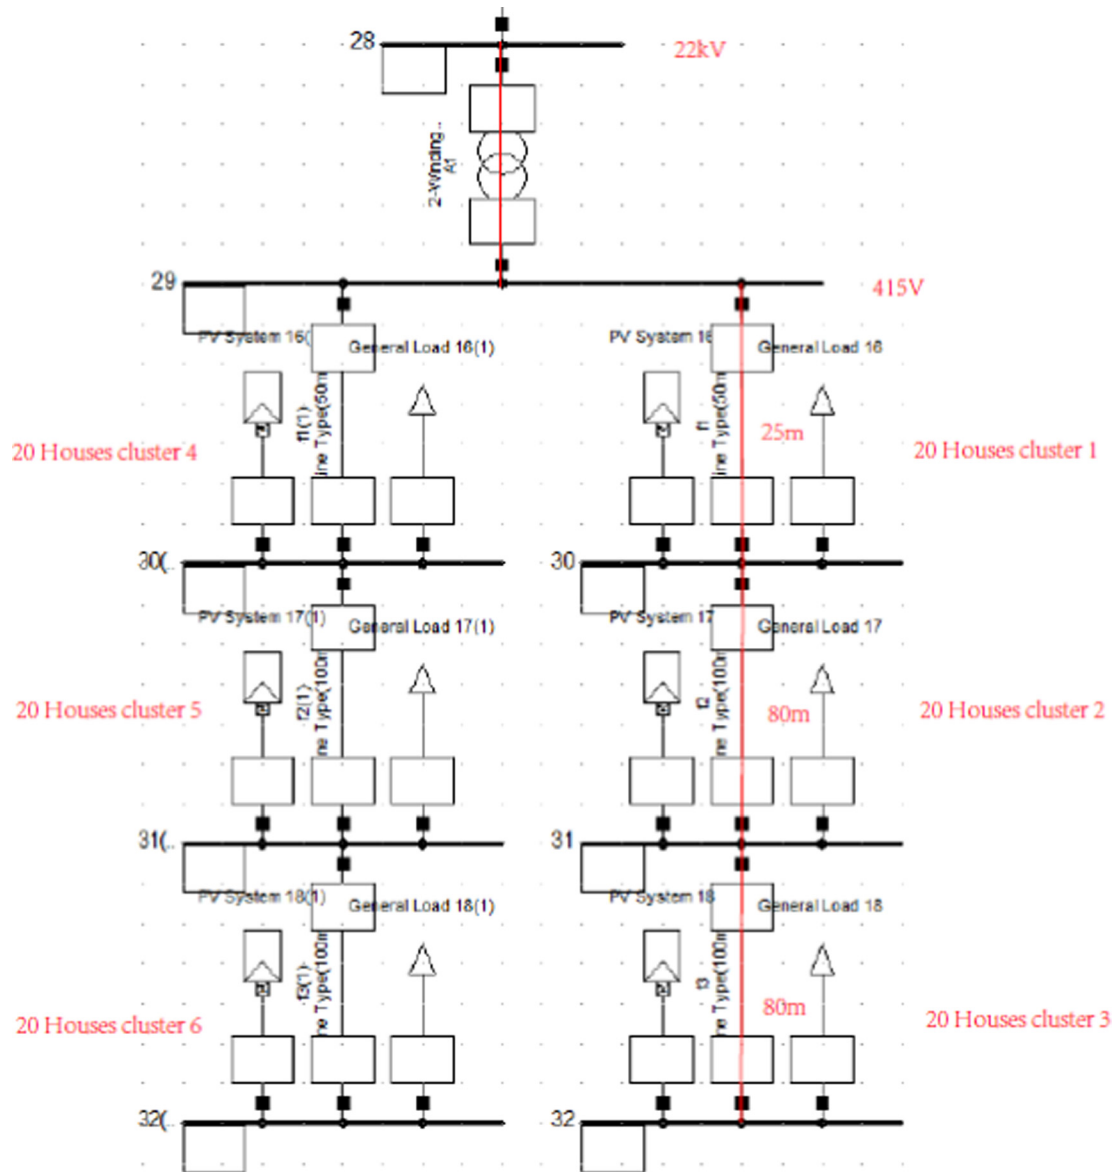 28
22kV
2-Winding..
A1
29
415V
PV System 16(
General Load 16(1)
PV System 16
General Load 16
f1(1)
ine Type(50m
f1
ine Type(50m
25m
20 Houses cluster 4
20 Houses cluster 1
30(..
30
PV System 17(1)
General Load 17(1)
PV System 17
General Load 17
f2(1)
ne Type(100m
f2
ne Type(100m
80m
20 Houses cluster 5
20 Houses cluster 2
31(..
31
PV System 18(1)
General Load 18(1)
PV System 18
General Load 18
f3(1)
ne Type(100m
f3
ne Type(100m
80m
20 Houses cluster 6
20 Houses cluster 3
32(..
32